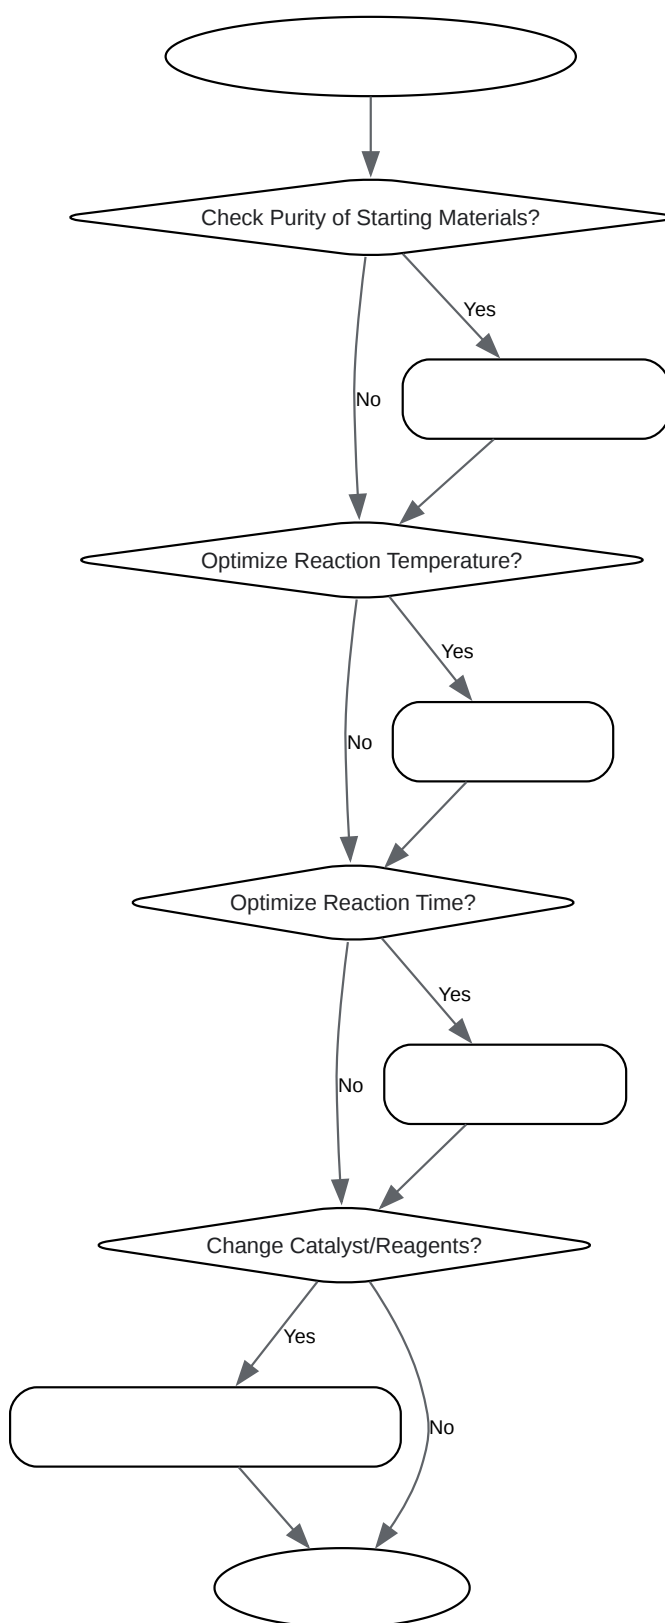 Check Purity of Starting Materials?
Yes
No
Optimize Reaction Temperature?
Yes
No
Optimize Reaction Time?
Yes
No
Change Catalyst/Reagents?
Yes
No